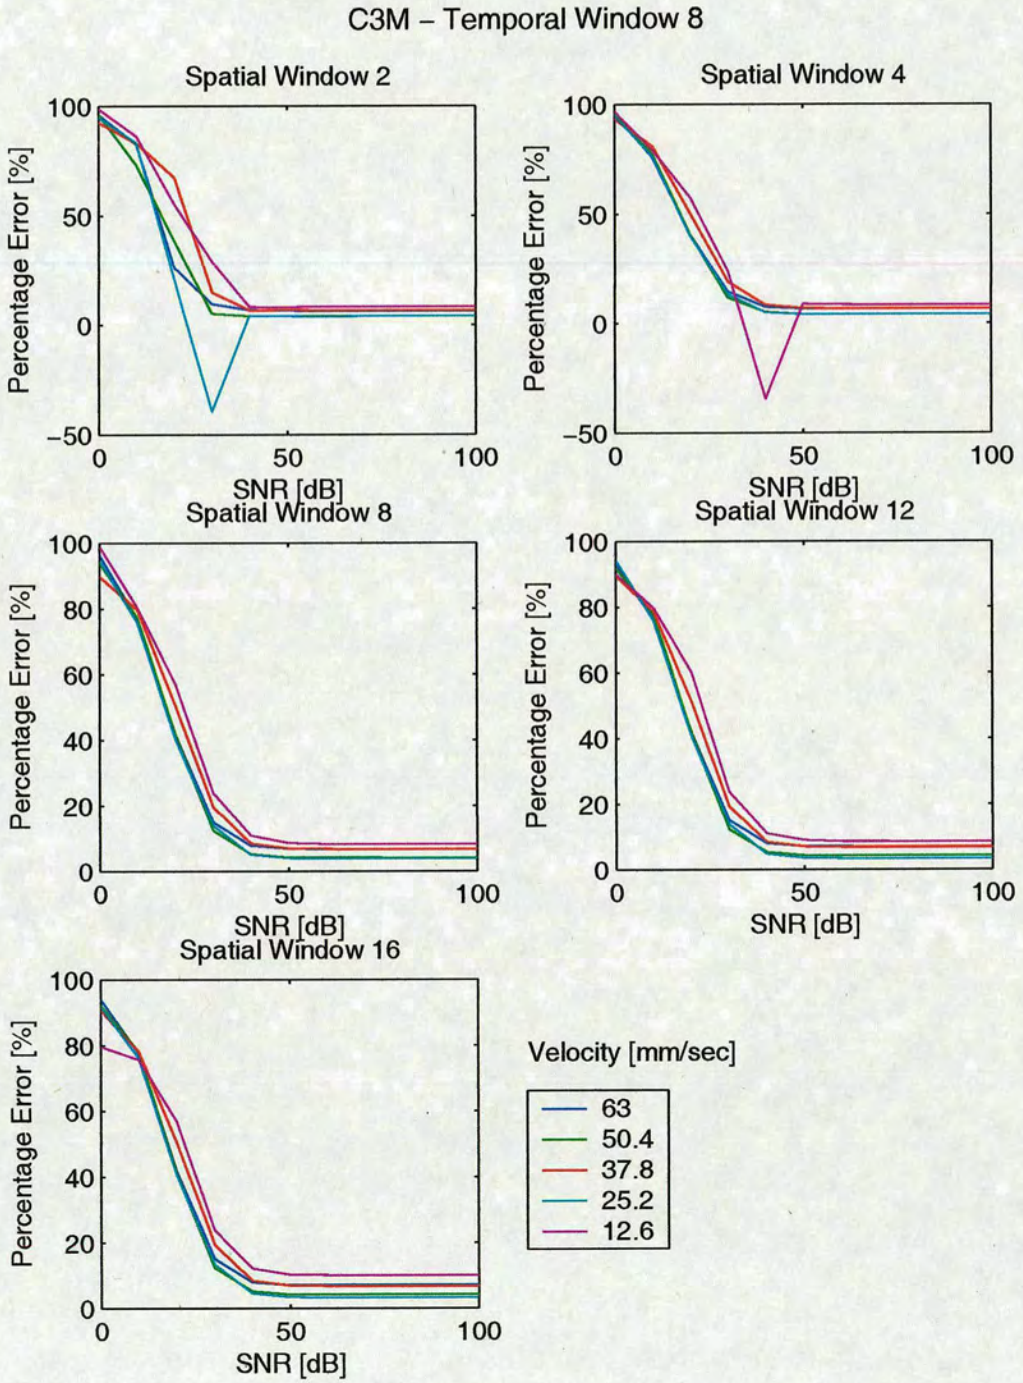 C3M – Temporal Window 8
Spatial Window 2
Percentage Error [%]
100
50
0
−50
0
50
100
SNR [dB]
Spatial Window 4
Percentage Error [%]
100
50
0
−50
0
50
100
SNR [dB]
Spatial Window 8
Percentage Error [%]
100
80
60
40
20
0
0
50
100
SNR [dB]
Spatial Window 12
Percentage Error [%]
100
80
60
40
20
0
0
50
100
SNR [dB]
Spatial Window 16
Percentage Error [%]
100
80
60
40
20
0
0
50
100
SNR [dB]
Velocity [mm/sec]
63
50.4
37.8
25.2
12.6